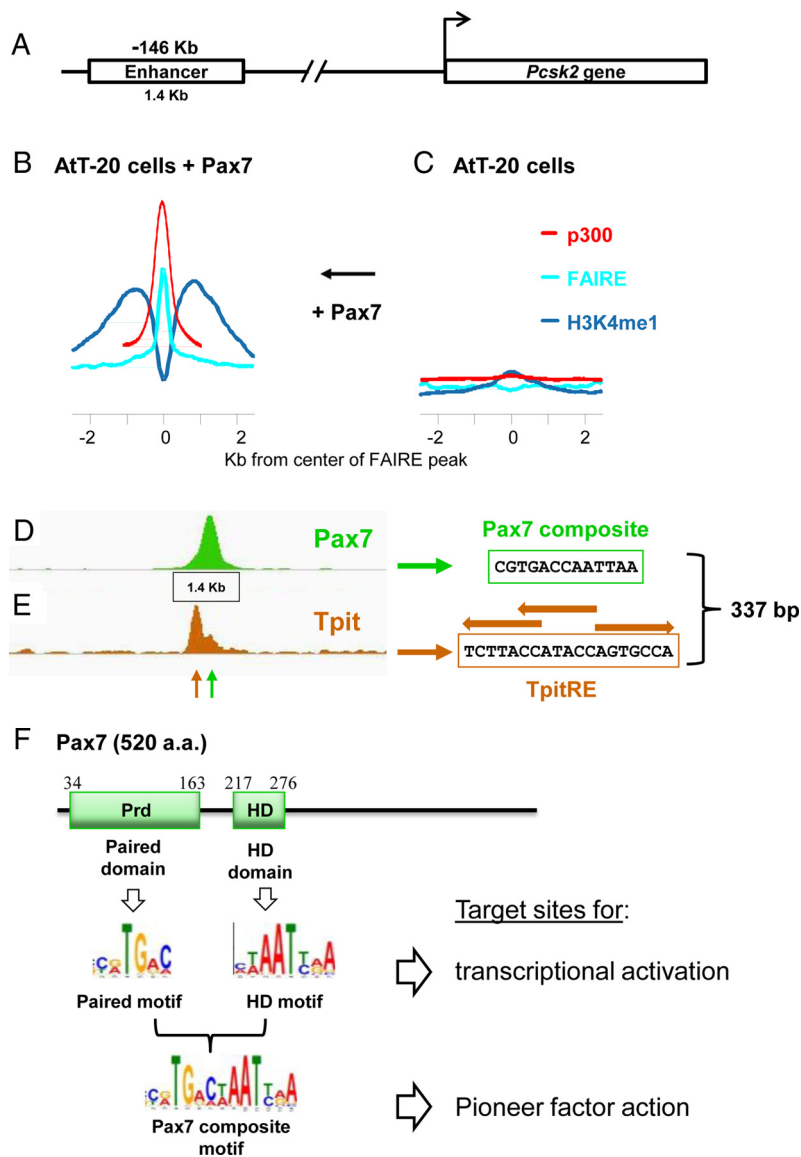 A
-146 Kb
Enhancer
1.4 Kb
Pcsk2 gene
B AtT-20 cells + Pax7
C AtT-20 cells
p300
FAIRE
H3K4me1
+ Pax7
-2 0 2
-2 0 2
Kb from center of FAIRE peak
D
Pax7
Pax7 composite
CGTGACCAATTAA
1.4 Kb
337 bp
E
Tpit
TCTTACCATACCAGTGCCA
TpitRE
F Pax7 (520 a.a.)
34 163 217 276
Prd HD
Paired domain
HD domain
Target sites for:
transcriptional activation
Paired motif HD motif
Pax7 composite
motif
Pioneer factor action